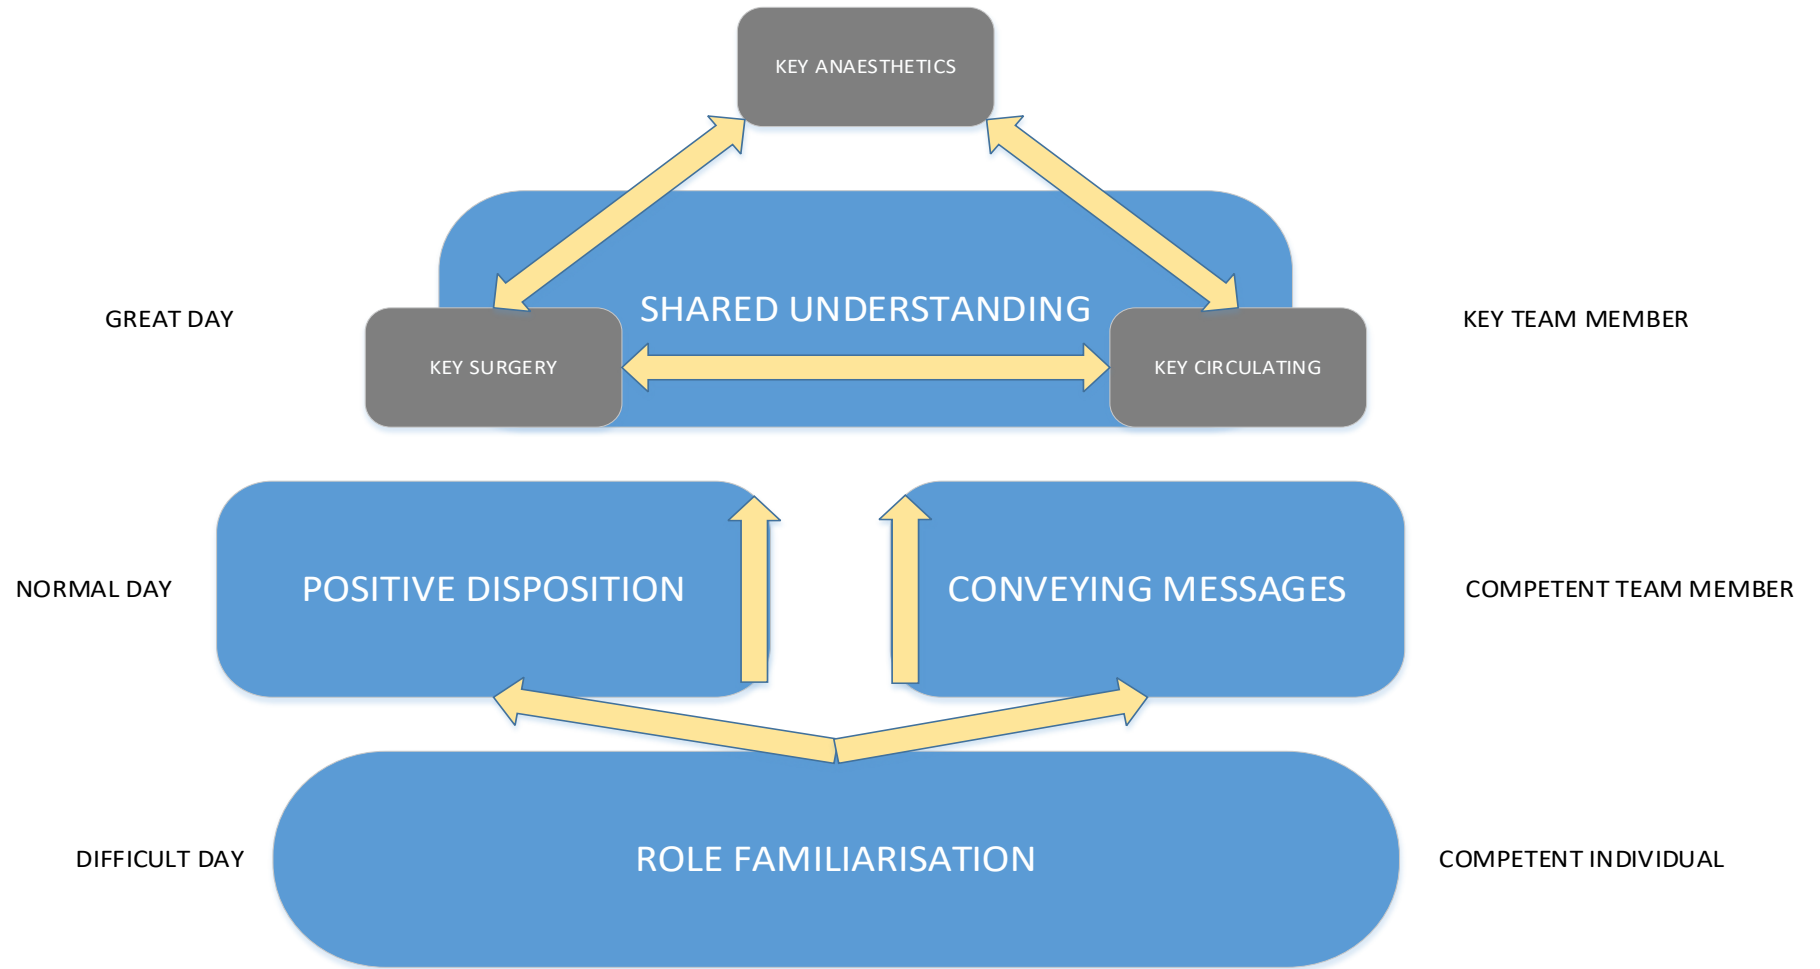 KEY ANAESTHETICS
SHARED UNDERSTANDING
GREAT DAY
KEY TEAM MEMBER
KEY SURGERY
KEY CIRCULATING
NORMAL DAY
POSITIVE DISPOSITION
CONVEYING MESSAGES
COMPETENT TEAM MEMBER
DIFFICULT DAY
ROLE FAMILIARISATION
COMPETENT INDIVIDUAL